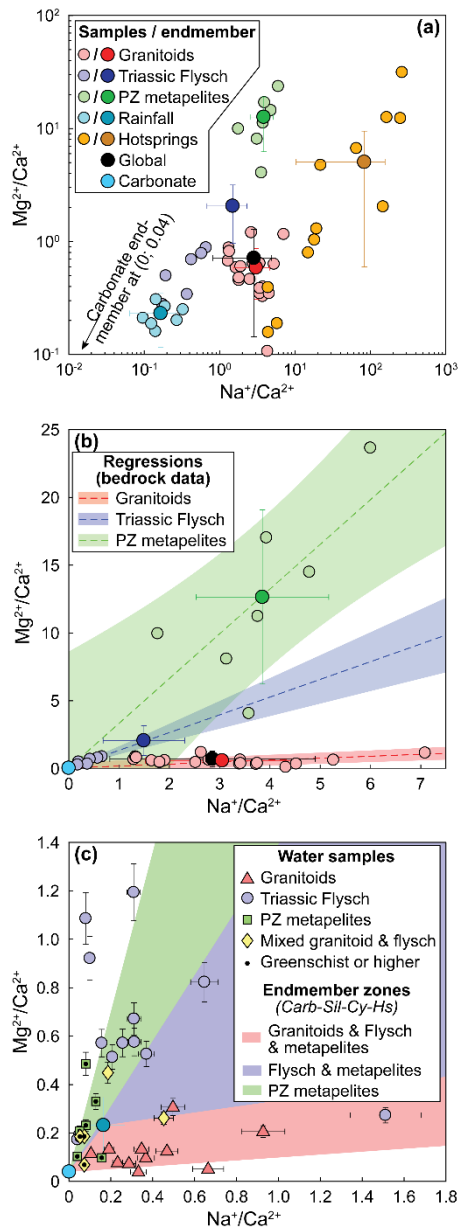 (a)
Samples / endmember
/ Granitoids
/ Triassic Flysch
/ PZ metapelites
/ Rainfall
/ Hotsprings
Global
Carbonate
Carbonate end-
member at (0; 0.04)
Mg²⁺/Ca²⁺
10²
10¹
10⁰
10⁻¹
10⁻² 10⁻¹ 10⁰ 10¹ 10² 10³
Na⁺/Ca²⁺
(b)
Regressions
(bedrock data)
Granitoids
Triassic Flysch
PZ metapelites
Mg²⁺/Ca²⁺
25
20
15
10
5
0
0 1 2 3 4 5 6 7
Na⁺/Ca²⁺
(c)
Water samples
Granitoids
Triassic Flysch
PZ metapelites
Mixed granitoid & flysch
Greenschist or higher
Endmember zones
(Carb-Sil-Cy-Hs)
Granitoids & Flysch
& metapelites
Flysch & metapelites
PZ metapelites
Mg²⁺/Ca²⁺
1.4
1.2
1.0
0.8
0.6
0.4
0.2
0
0 0.2 0.4 0.6 0.8 1.0 1.2 1.4 1.6 1.8
Na⁺/Ca²⁺